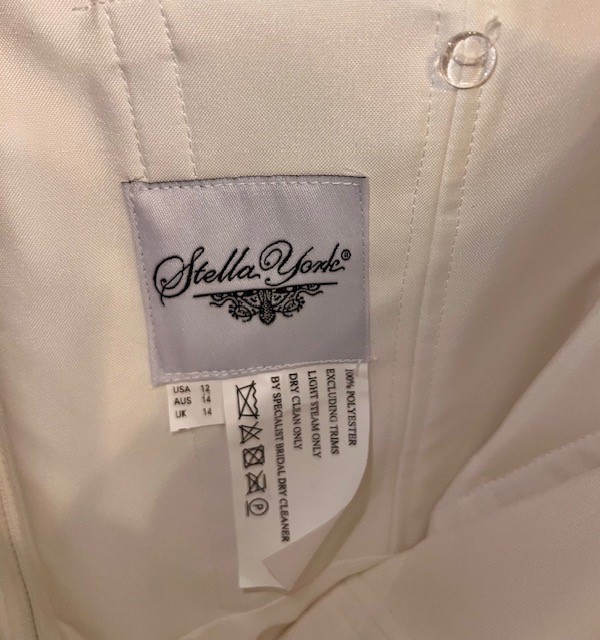 Stella York®
USA 12
AUS 14
UK 14
100% POLYESTER
EXCLUDING TRIMS
LIGHT STEAM ONLY
DRY CLEAN ONLY
BY SPECIALIST BRIDAL DRY CLEANER
P